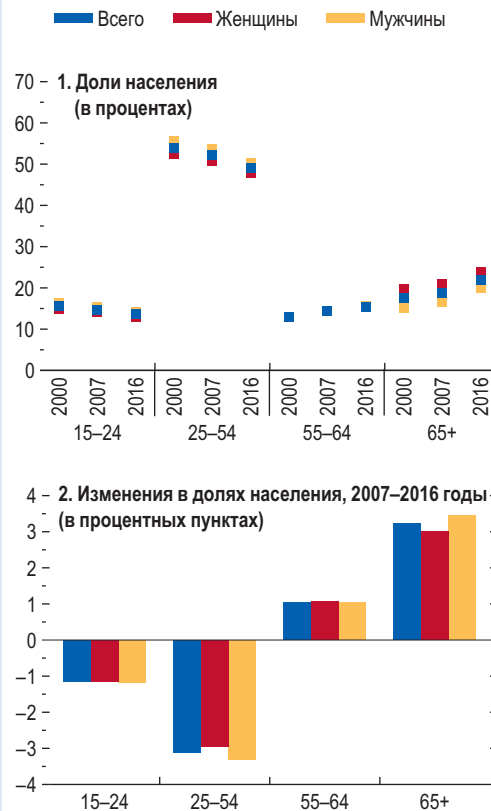 Всего Женщины Мужчины
1. Доли населения
(в процентах)
70
60
50
40
30
20
10
0
2000 2007 2016 2000 2007 2016 2000 2007 2016 2000 2007 2016
15–24 25–54 55–64 65+
2. Изменения в долях населения, 2007–2016 годы
(в процентных пунктах)
4
3
2
1
0
–1
–2
–3
–4
15–24 25–54 55–64 65+